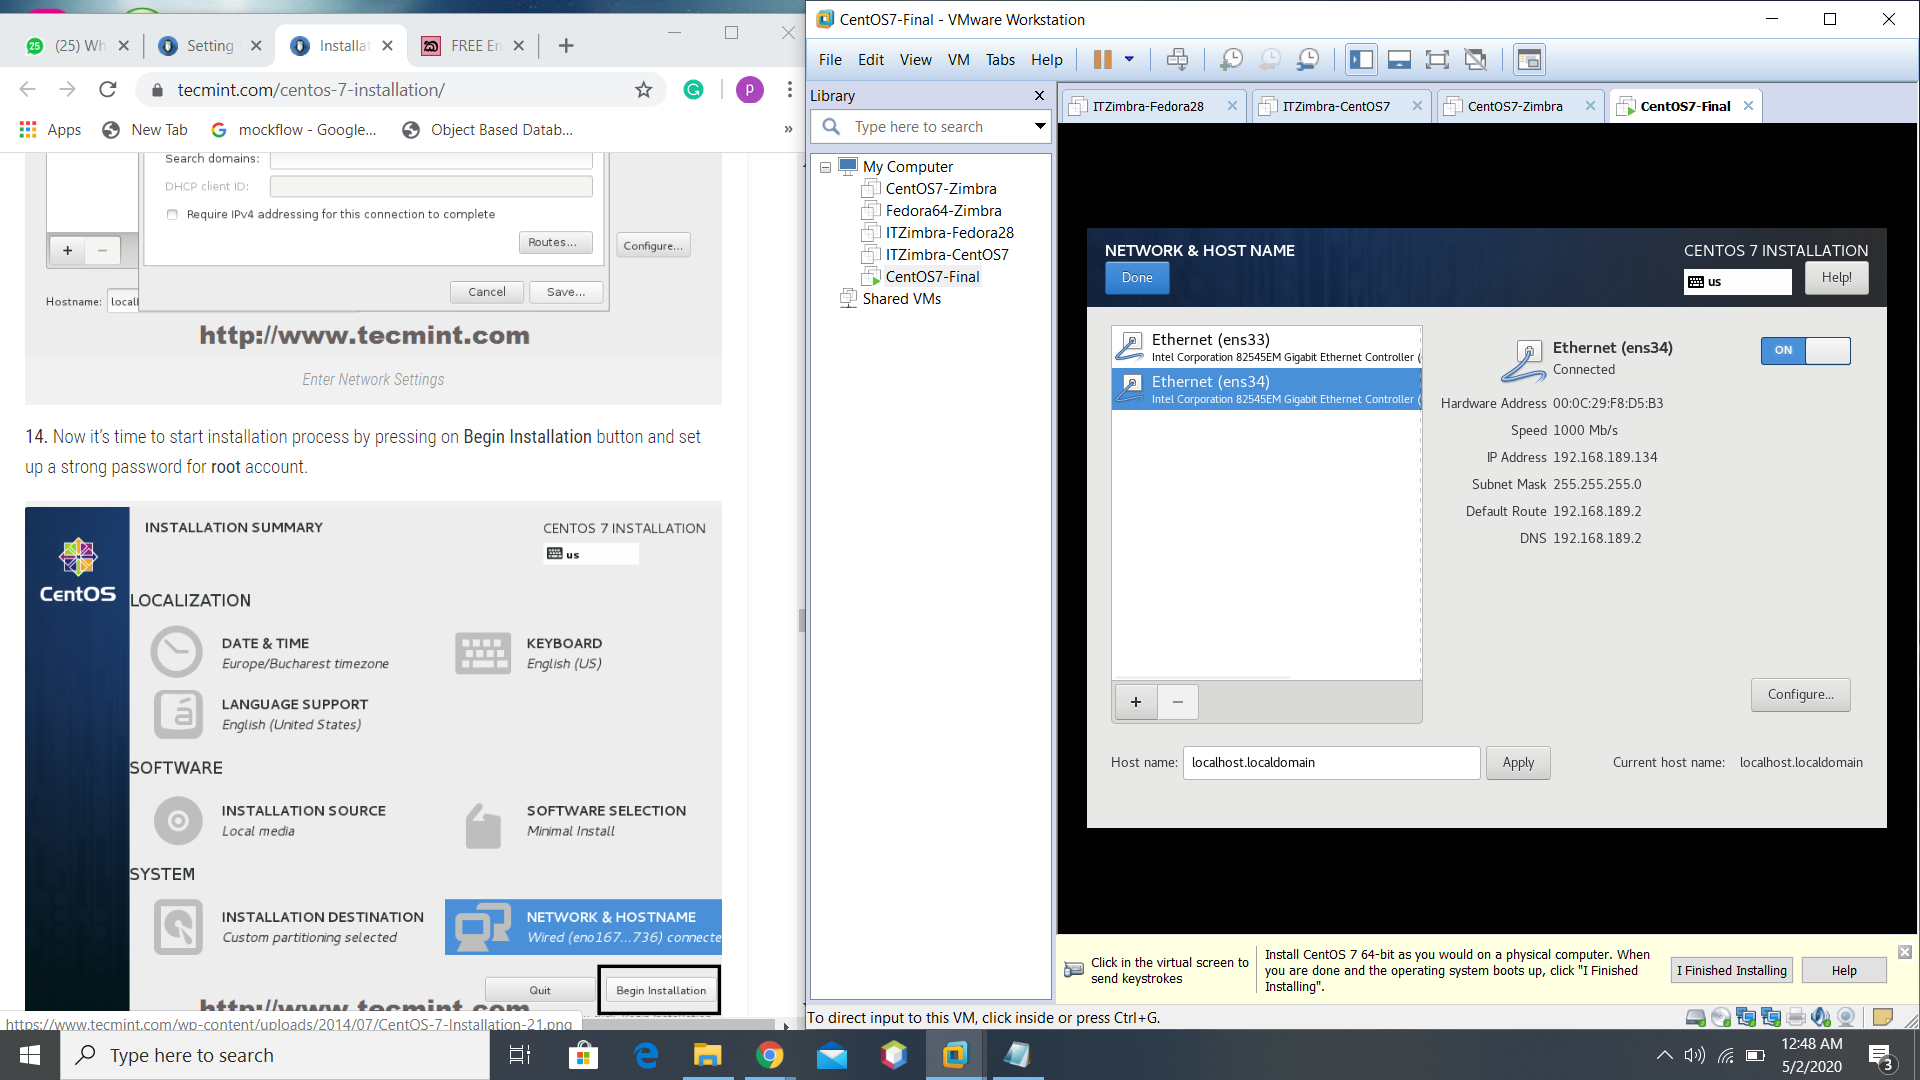 (25) Wh
Setting
Installat
FREE En
tecmint.com/centos-7-installation/
P
Apps
New Tab
mockflow - Google...
Object Based Datab...
»
Search domains:
DHCP client ID:
Require IPv4 addressing for this connection to complete
Routes...
Configure...
Cancel
Save...
Hostname:
locall
http://www.tecmint.com
Enter Network Settings
14. Now it's time to start installation process by pressing on Begin Installation button and set
up a strong password for root account.
INSTALLATION SUMMARY
CENTOS 7 INSTALLATION
us
CentOS
LOCALIZATION
DATE & TIME
Europe/Bucharest timezone
KEYBOARD
English (US)
LANGUAGE SUPPORT
English (United States)
SOFTWARE
INSTALLATION SOURCE
Local media
SOFTWARE SELECTION
Minimal Install
SYSTEM
INSTALLATION DESTINATION
Custom partitioning selected
NETWORK & HOSTNAME
Wired (eno167...736) connecte
Quit
Begin Installation
http://www.tecmint.com
https://www.tecmint.com/wp-content/uploads/2014/07/CentOS-7-Installation-21.png
CentOS7-Final - VMware Workstation
File Edit View VM Tabs Help
Library
Type here to search
My Computer
CentOS7-Zimbra
Fedora64-Zimbra
ITZimbra-Fedora28
ITZimbra-CentOS7
CentOS7-Final
Shared VMs
ITZimbra-Fedora28
ITZimbra-CentOS7
CentOS7-Zimbra
CentOS7-Final
NETWORK & HOST NAME
Done
CENTOS 7 INSTALLATION
us
Help!
Ethernet (ens33)
Intel Corporation 82545EM Gigabit Ethernet Controller (
Ethernet (ens34)
Intel Corporation 82545EM Gigabit Ethernet Controller (
Ethernet (ens34)
Connected
ON
Hardware Address 00:0C:29:F8:D5:B3
Speed 1000 Mb/s
IP Address 192.168.189.134
Subnet Mask 255.255.255.0
Default Route 192.168.189.2
DNS 192.168.189.2
+ −
Configure...
Host name: localhost.localdomain
Apply
Current host name: localhost.localdomain
Click in the virtual screen to
send keystrokes
Install CentOS 7 64-bit as you would on a physical computer. When
you are done and the operating system boots up, click "I Finished
Installing".
I Finished Installing
Help
To direct input to this VM, click inside or press Ctrl+G.
Type here to search
12:48 AM
5/2/2020
3